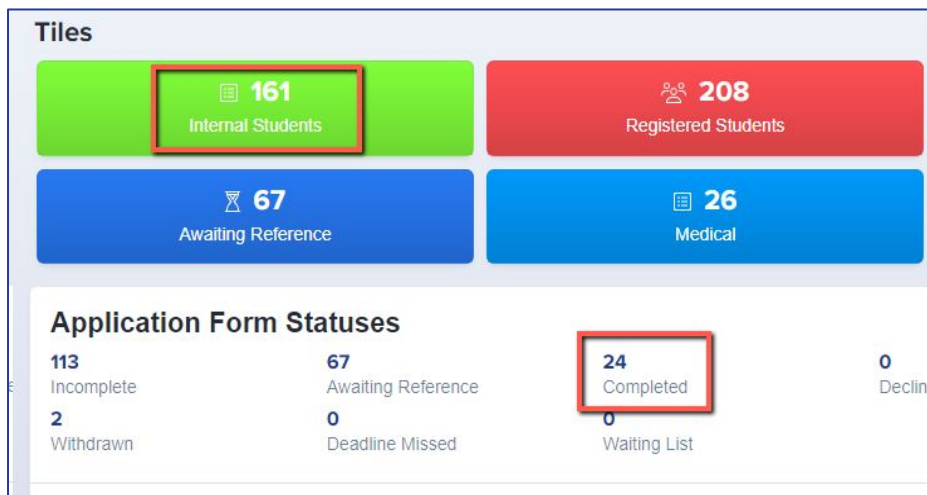 Tiles
161
Internal Students
208
Registered Students
67
Awaiting Reference
26
Medical
Application Form Statuses
113
Incomplete
67
Awaiting Reference
24
Completed
0
2
Withdrawn
0
Deadline Missed
0
Waiting List